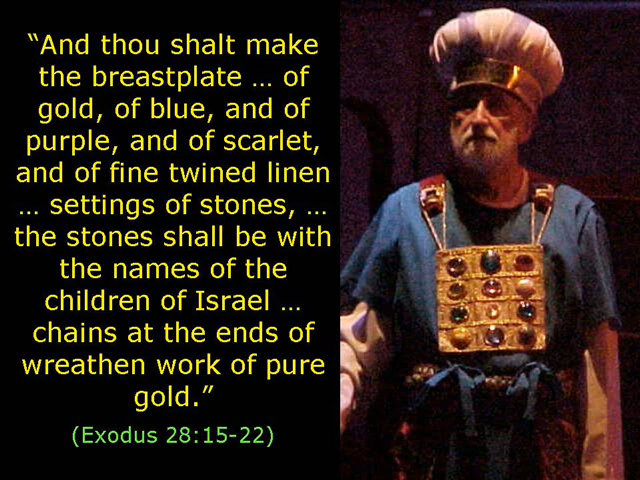 “And thou shalt make
the breastplate … of
gold, of blue, and of
purple, and of scarlet,
and of fine twined linen
… settings of stones, …
the stones shall be with
the names of the
children of Israel …
chains at the ends of
wreathen work of pure
gold.”
(Exodus 28:15-22)